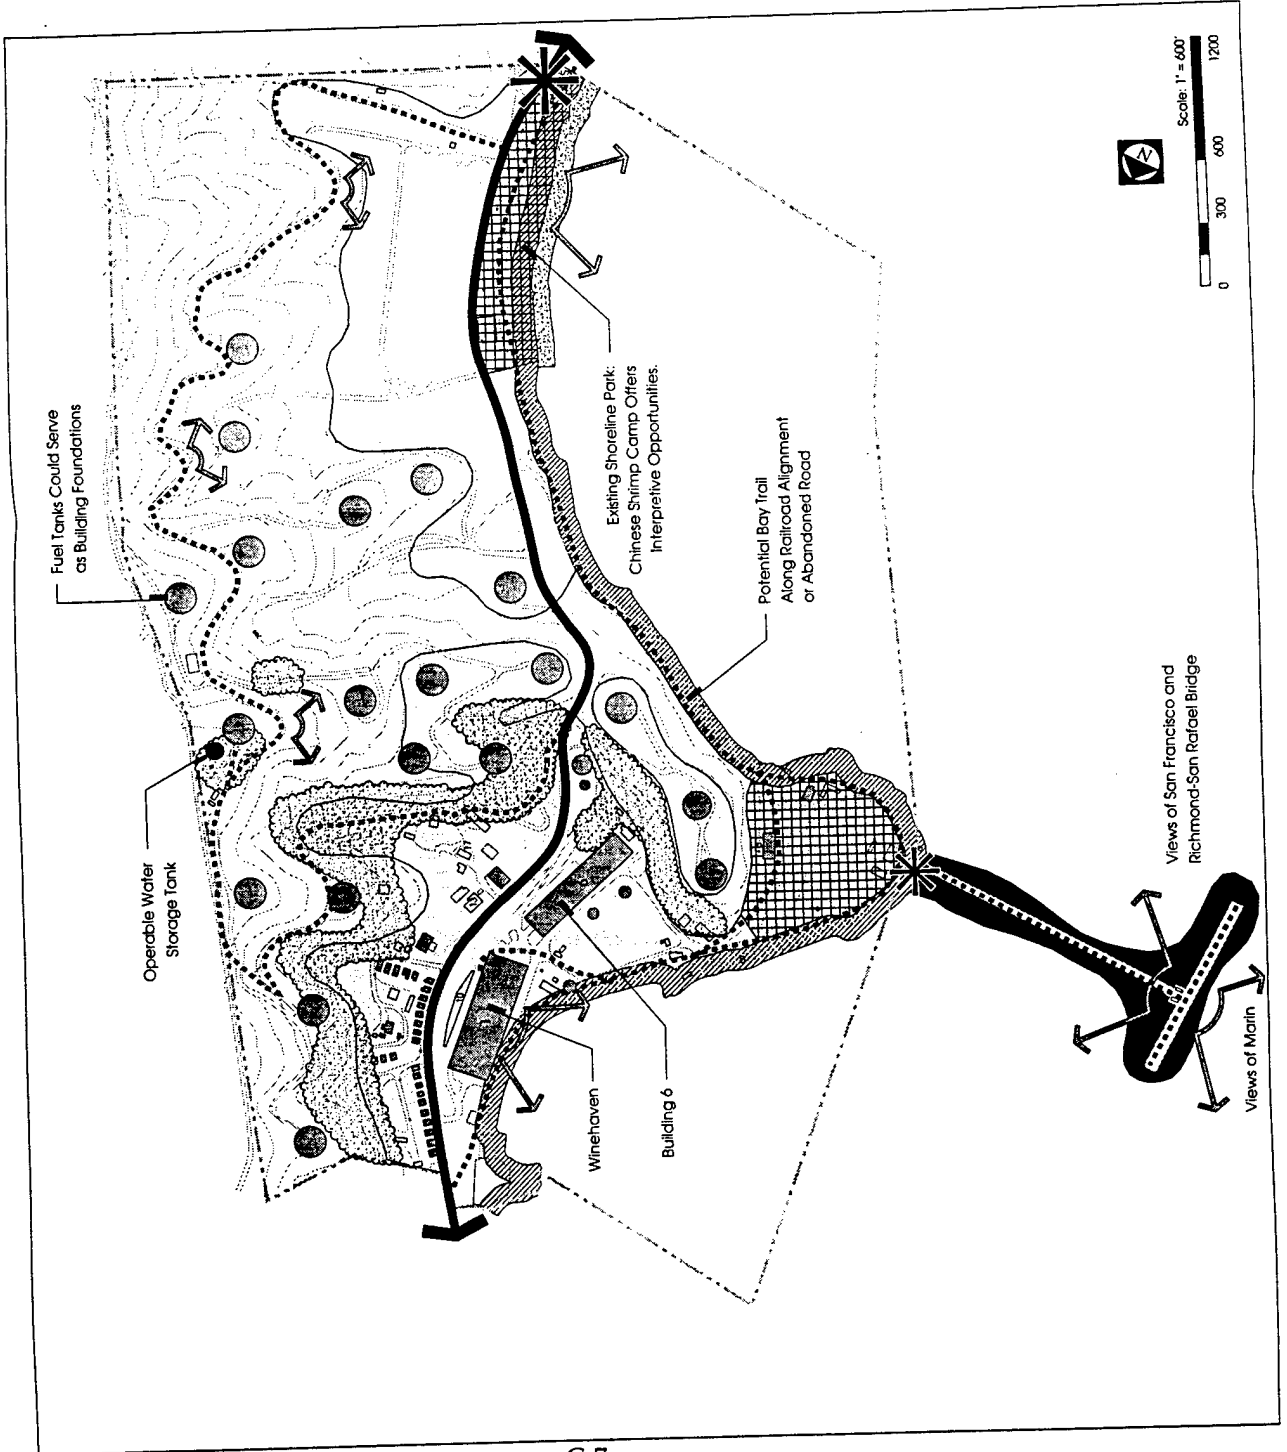 Fuel Tanks Could Serve
as Building Foundations
Operable Water
Storage Tank
Existing Shoreline Park:
Chinese Shrimp Camp Offers
Interpretive Opportunities.
Potential Bay Trail
Along Railroad Alignment
or Abandoned Road
Winehaven
Building 6
Views of San Francisco and
Richmond-San Rafael Bridge
Views of Marin
N
Scale: 1" = 600'
0 300 600 1200